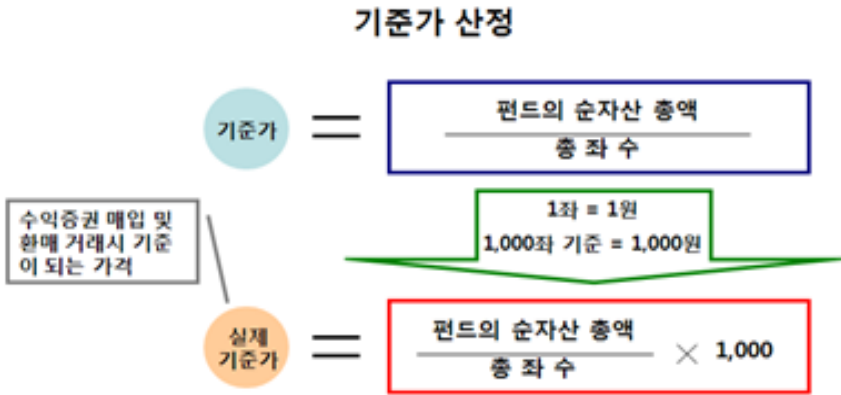 기준가 산정
기준가
=
펀드의 순자산 총액
총 좌 수
1좌 = 1원
1,000좌 기준 = 1,000원
수익증권 매입 및
환매 거래시 기준
이 되는 가격
실제
기준가
=
펀드의 순자산 총액
총 좌 수
× 1,000